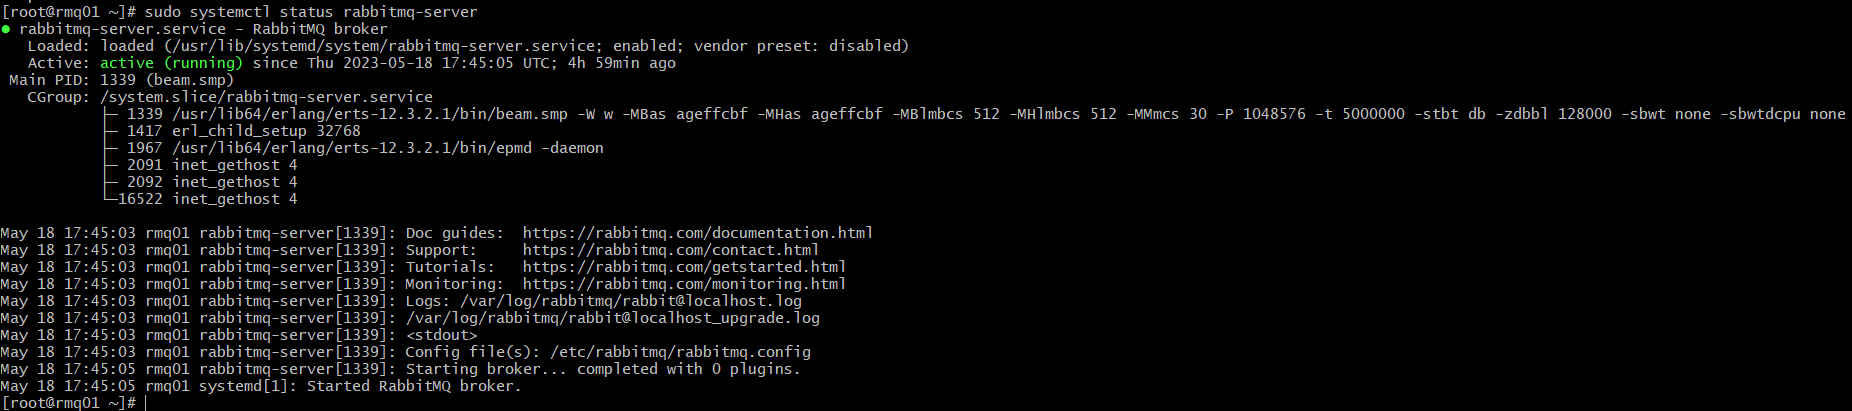 [root@rmq01 ~]# sudo systemctl status rabbitmq-server
● rabbitmq-server.service - RabbitMQ broker
   Loaded: loaded (/usr/lib/systemd/system/rabbitmq-server.service; enabled; vendor preset: disabled)
   Active: active (running) since Thu 2023-05-18 17:45:05 UTC; 4h 59min ago
 Main PID: 1339 (beam.smp)
   CGroup: /system.slice/rabbitmq-server.service
           ├─ 1339 /usr/lib64/erlang/erts-12.3.2.1/bin/beam.smp -W w -MBas ageffcbf -MHas ageffcbf -MBlmbcs 512 -MHlmbcs 512 -MMmcs 30 -P 1048576 -t 5000000 -stbt db -zdbbl 128000 -sbwt none -sbwtdcpu none
           ├─ 1417 erl_child_setup 32768
           ├─ 1967 /usr/lib64/erlang/erts-12.3.2.1/bin/epmd -daemon
           ├─ 2091 inet_gethost 4
           ├─ 2092 inet_gethost 4
           └─16522 inet_gethost 4

May 18 17:45:03 rmq01 rabbitmq-server[1339]: Doc guides:  https://rabbitmq.com/documentation.html
May 18 17:45:03 rmq01 rabbitmq-server[1339]: Support:     https://rabbitmq.com/contact.html
May 18 17:45:03 rmq01 rabbitmq-server[1339]: Tutorials:   https://rabbitmq.com/getstarted.html
May 18 17:45:03 rmq01 rabbitmq-server[1339]: Monitoring:  https://rabbitmq.com/monitoring.html
May 18 17:45:03 rmq01 rabbitmq-server[1339]: Logs: /var/log/rabbitmq/rabbit@localhost.log
May 18 17:45:03 rmq01 rabbitmq-server[1339]: /var/log/rabbitmq/rabbit@localhost_upgrade.log
May 18 17:45:03 rmq01 rabbitmq-server[1339]: <stdout>
May 18 17:45:03 rmq01 rabbitmq-server[1339]: Config file(s): /etc/rabbitmq/rabbitmq.config
May 18 17:45:05 rmq01 rabbitmq-server[1339]: Starting broker... completed with 0 plugins.
May 18 17:45:05 rmq01 systemd[1]: Started RabbitMQ broker.
[root@rmq01 ~]#